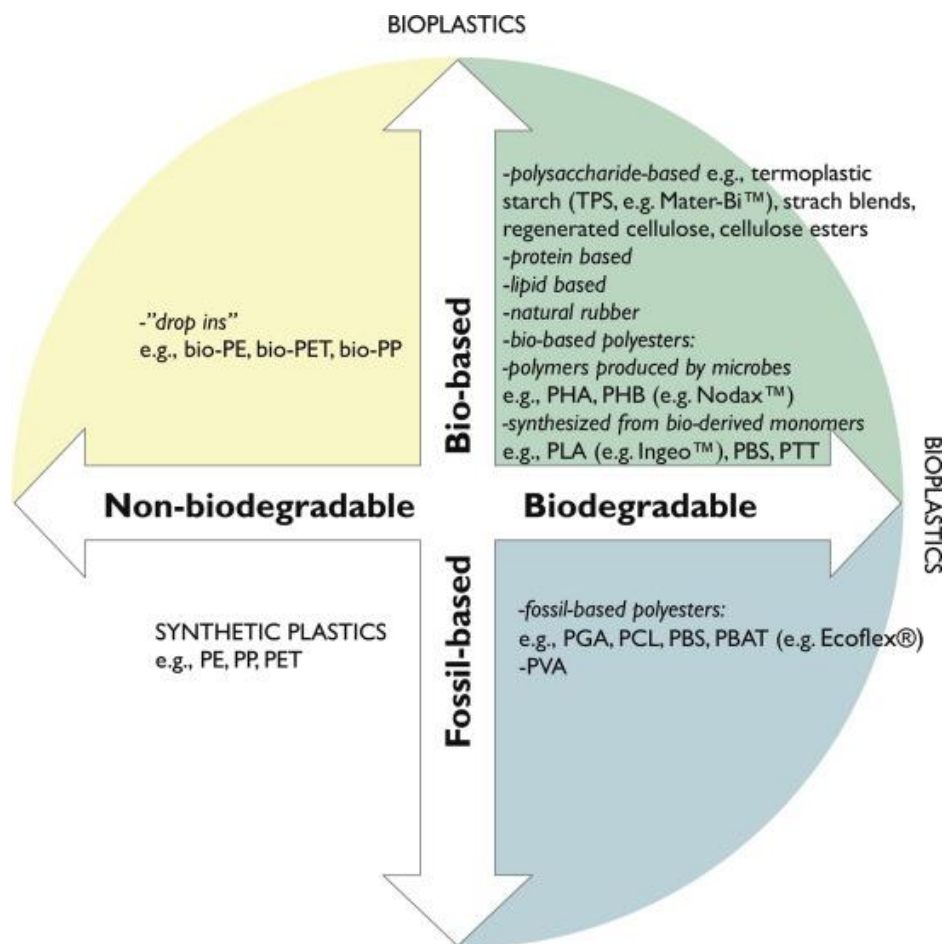 BIOPLASTICS
-polysaccharide-based e.g., termoplastic
starch (TPS, e.g. Mater-Bi™), strach blends,
regenerated cellulose, cellulose esters
-protein based
-lipid based
-natural rubber
-bio-based polyesters:
-polymers produced by microbes
e.g., PHA, PHB (e.g. Nodax™)
-synthesized from bio-derived monomers
e.g., PLA (e.g. Ingeo™), PBS, PTT
-”drop ins”
e.g., bio-PE, bio-PET, bio-PP
Bio-based
Non-biodegradable
Biodegradable
BIOPLASTICS
Fossil-based
SYNTHETIC PLASTICS
e.g., PE, PP, PET
-fossil-based polyesters:
e.g., PGA, PCL, PBS, PBAT (e.g. Ecoflex®)
-PVA